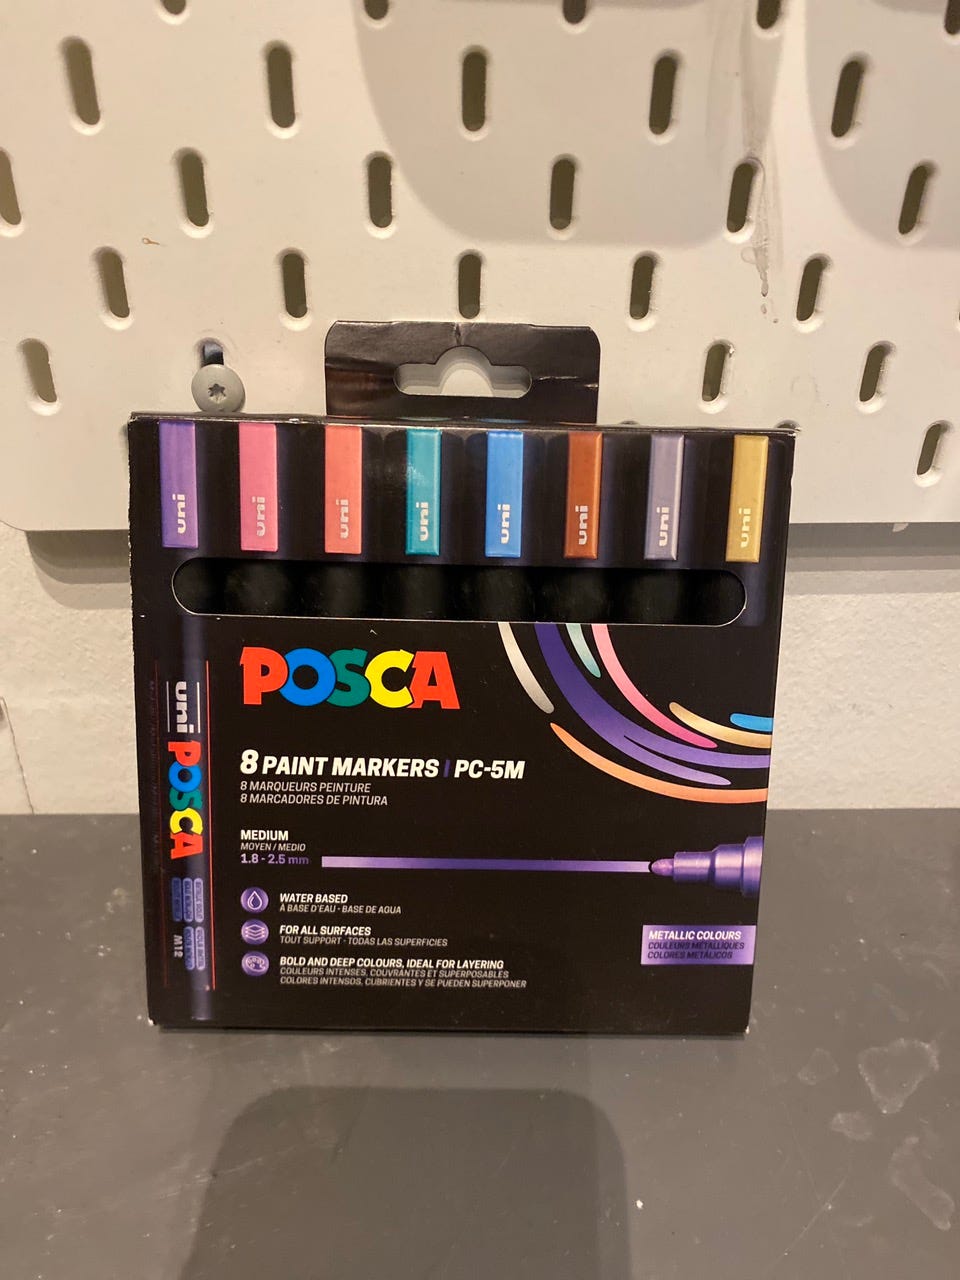 uni uni uni uni uni uni uni uni
POSCA
8 PAINT MARKERS | PC-5M
8 MARQUEURS PEINTURE
8 MARCADORES DE PINTURA
MEDIUM
MOYEN / MEDIO
1.8 - 2.5 mm
WATER BASED
À BASE D'EAU - BASE DE AGUA
FOR ALL SURFACES
TOUT SUPPORT - TODAS LAS SUPERFICIES
BOLD AND DEEP COLOURS, IDEAL FOR LAYERING
COULEURS INTENSES, COUVRANTES ET SUPERPOSABLES
COLORES INTENSOS, CUBRIENTES Y SE PUEDEN SUPERPONER
METALLIC COLOURS
COULEURS MÉTALLIQUES
COLORES METÁLICOS
uni POSCA
M12